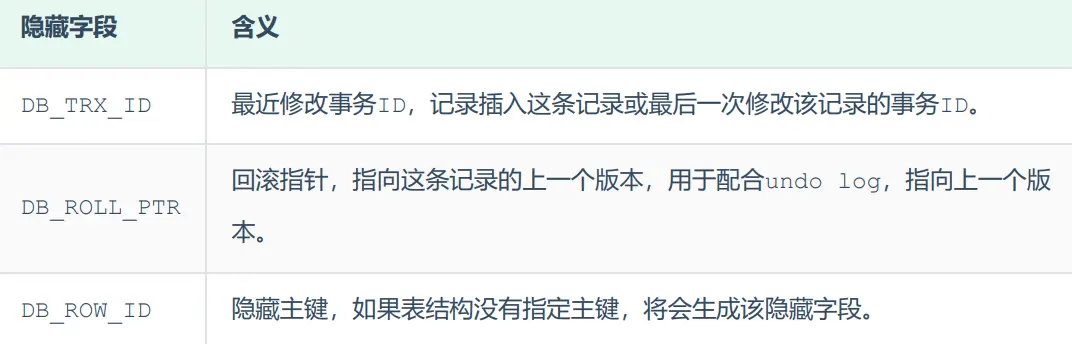 隐藏字段 含义
DB_TRX_ID 最近修改事务ID，记录插入这条记录或最后一次修改该记录的事务ID。
回滚指针，指向这条记录的上一个版本，用于配合undo log，指向上一个版
DB_ROLL_PTR
本。
DB_ROW_ID 隐藏主键，如果表结构没有指定主键，将会生成该隐藏字段。